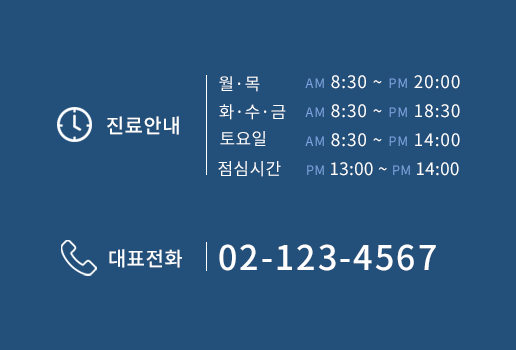 진료안내
월·목 AM 8:30 ~ PM 20:00
화·수·금 AM 8:30 ~ PM 18:30
토요일 AM 8:30 ~ PM 14:00
점심시간 PM 13:00 ~ PM 14:00
대표전화 02-123-4567